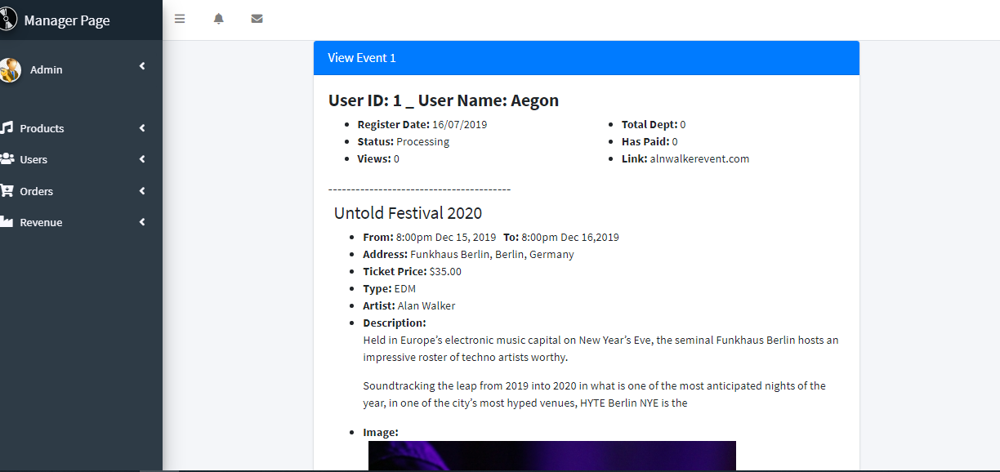 Manager Page
Admin
Products
Users
Orders
Revenue
View Event 1
User ID: 1 _ User Name: Aegon
Register Date: 16/07/2019
Status: Processing
Views: 0
Total Dept: 0
Has Paid: 0
Link: alnwalkerevent.com
----------------------------------------
Untold Festival 2020
From: 8:00pm Dec 15, 2019 To: 8:00pm Dec 16,2019
Address: Funkhaus Berlin, Berlin, Germany
Ticket Price: $35.00
Type: EDM
Artist: Alan Walker
Description:
Held in Europe’s electronic music capital on New Year’s Eve, the seminal Funkhaus Berlin hosts an
impressive roster of techno artists worthy.
Soundtracking the leap from 2019 into 2020 in what is one of the most anticipated nights of the
year, in one of the city’s most hyped venues, HYTE Berlin NYE is the
Image: